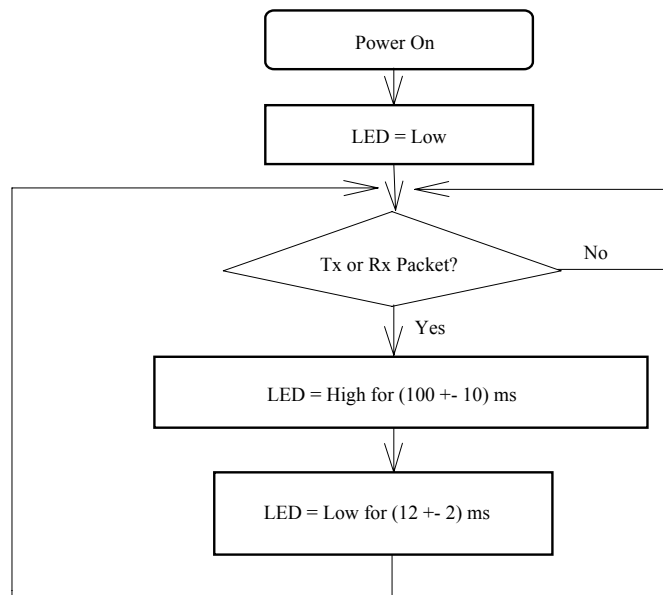 Power On
LED = Low
Tx or Rx Packet?
No
Yes
LED = High for (100 +- 10) ms
LED = Low for (12 +- 2) ms